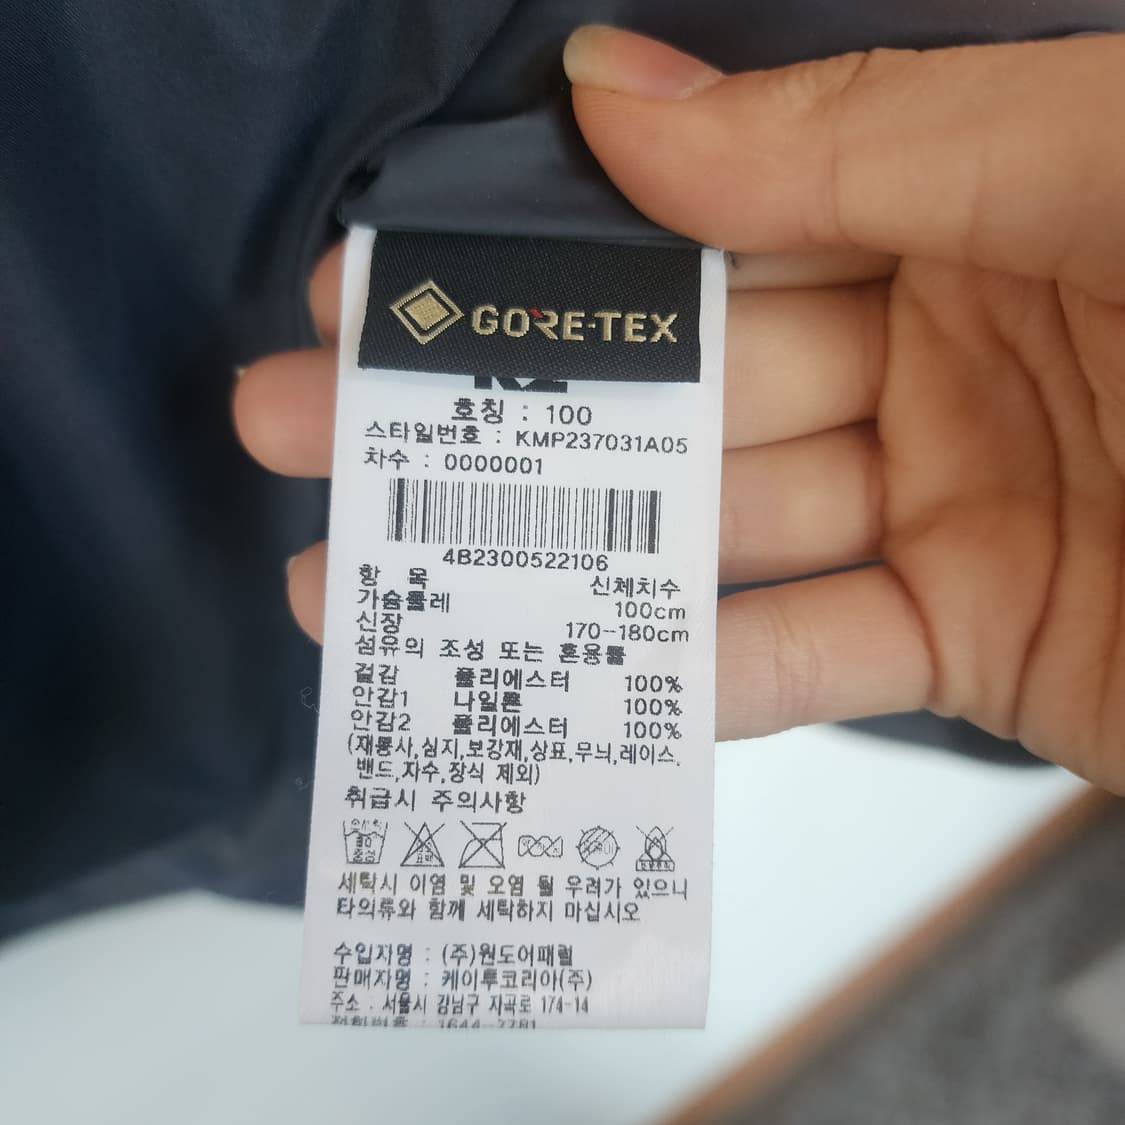 GORE-TEX
호칭 : 100
스타일번호 : KMP237031A05
차수 : 0000001
4B2300522106
항 목 신체치수
가슴둘레 100cm
신장 170-180cm
섬유의 조성 또는 혼용률
겉감 폴리에스터 100%
안감1 나일론 100%
안감2 폴리에스터 100%
(재봉사,심지,보강재,상표,무늬,레이스,
밴드,자수,장식 제외)
취급시 주의사항
중성
세탁시 이염 및 오염 될 우려가 있으니
타의류와 함께 세탁하지 마십시오
수입자명 : (주)원도어패럴
판매자명 : 케이투코리아(주)
주소 : 서울시 강남구 자곡로 174-14